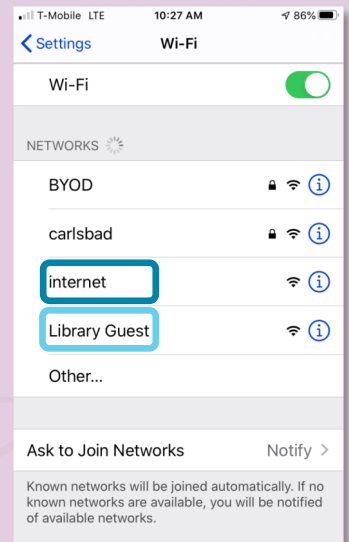 T-Mobile LTE 10:27 AM 86%
Settings Wi-Fi
Wi-Fi
NETWORKS
BYOD
carlsbad
internet
Library Guest
Other...
Ask to Join Networks Notify
Known networks will be joined automatically. If no
known networks are available, you will be notified
of available networks.